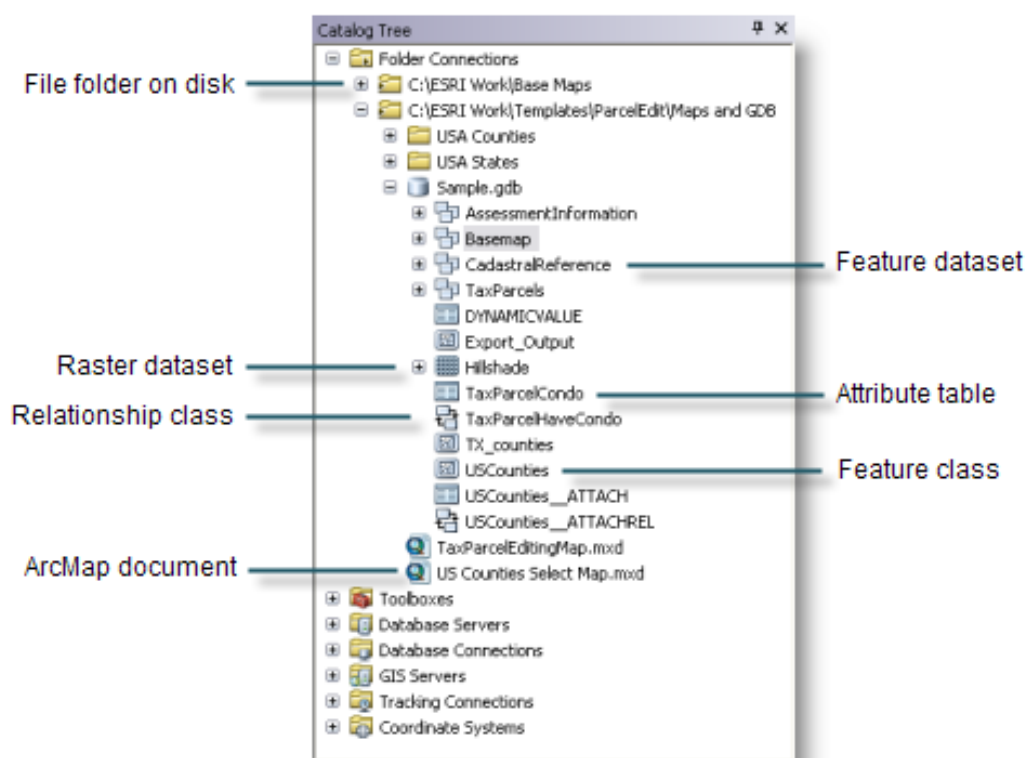 Catalog Tree
Folder Connections
File folder on disk
C:\ESRI Work\Base Maps
C:\ESRI Work\Templates\ParcelEdit\Maps and GDB
USA Counties
USA States
Sample.gdb
AssessmentInformation
Basemap
CadastralReference
Feature dataset
TaxParcels
DYNAMICVALUE
Export_Output
Raster dataset
Hillshade
TaxParcelCondo
Attribute table
Relationship class
TaxParcelHaveCondo
TX_counties
USCounties
Feature class
USCounties__ATTACH
USCounties__ATTACHREL
TaxParcelEditingMap.mxd
ArcMap document
US Counties Select Map.mxd
Toolboxes
Database Servers
Database Connections
GIS Servers
Tracking Connections
Coordinate Systems